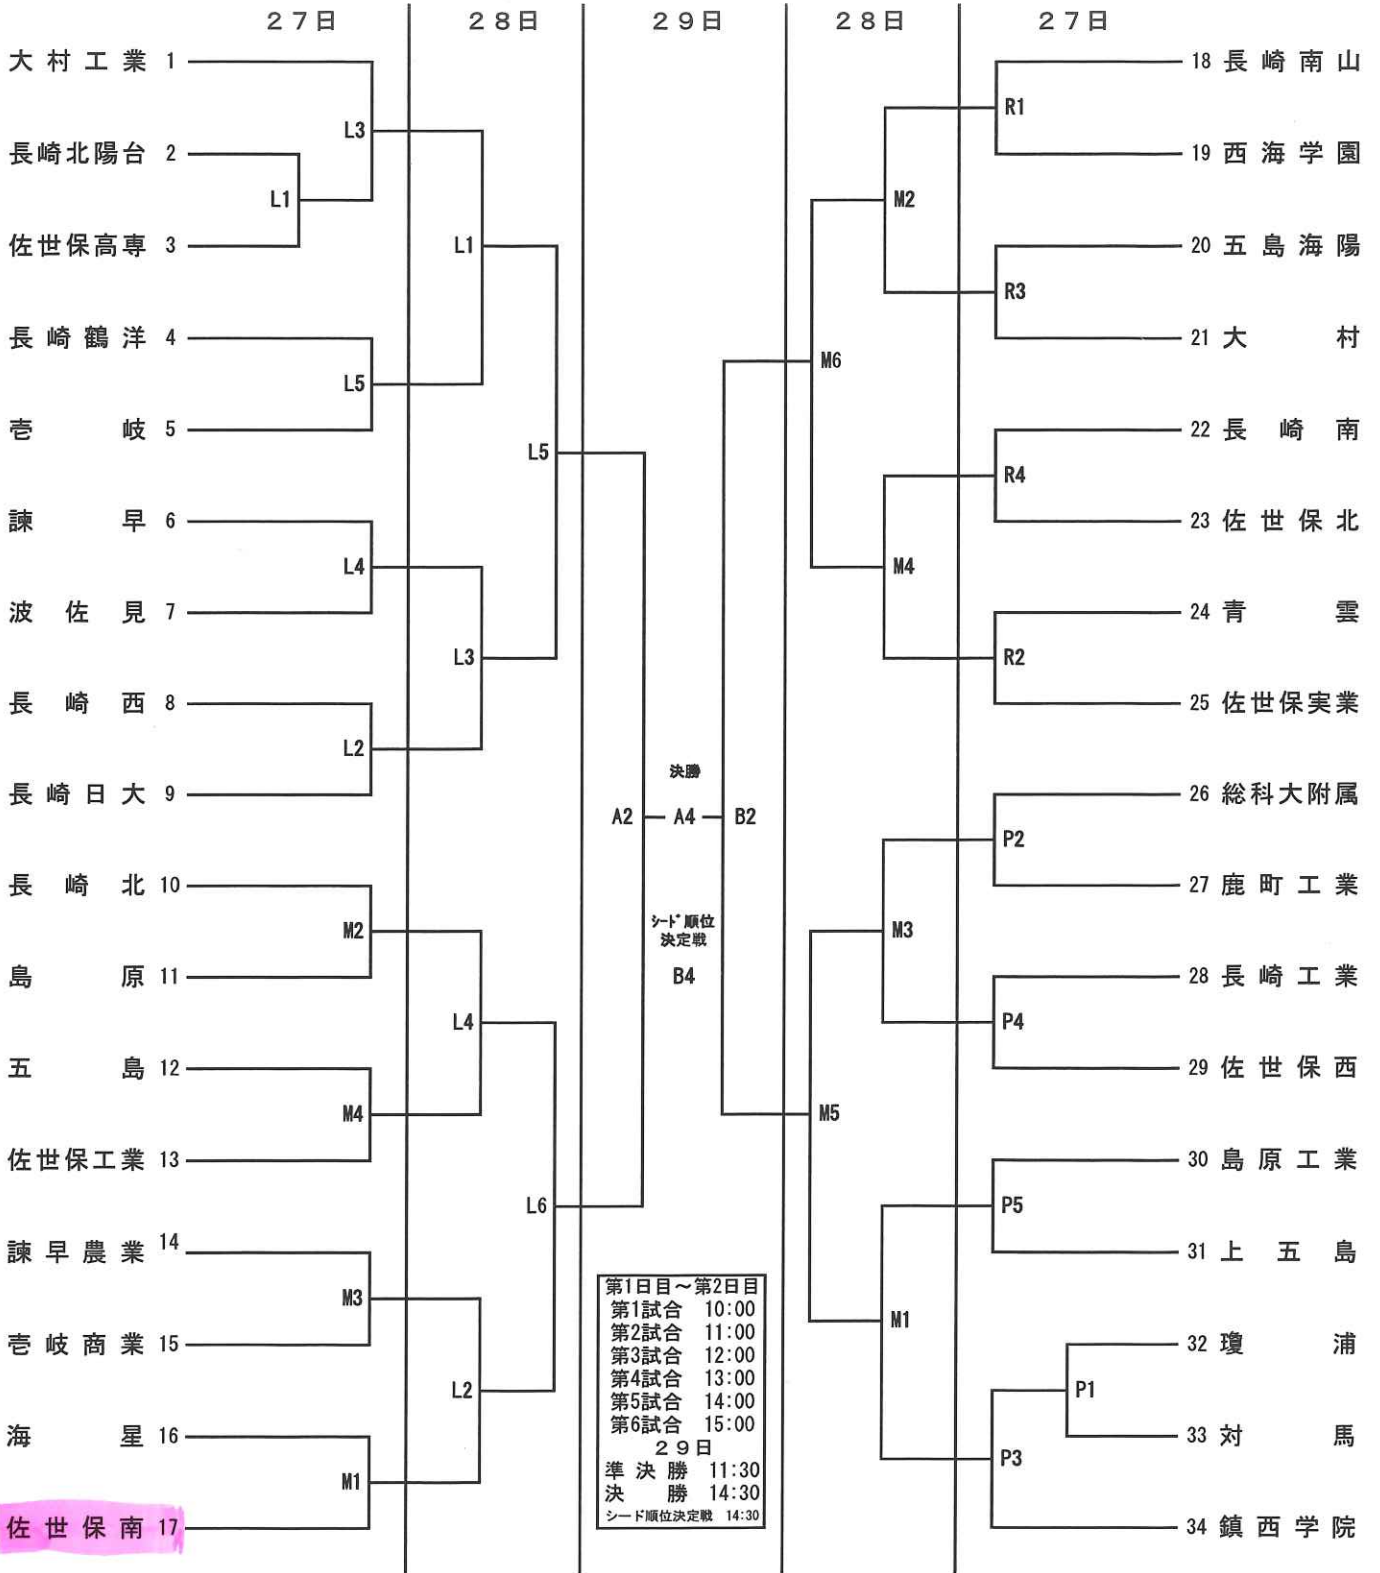 ２７日 ２８日 ２９日 ２８日 ２７日
大村工業 1
長崎北陽台 2
佐世保高専 3
長崎鶴洋 4
壱岐 5
諫早 6
波佐見 7
長崎西 8
長崎日大 9
長崎北 10
島原 11
五島 12
佐世保工業 13
諫早農業 14
壱岐商業 15
海星 16
佐世保南 17
L3
L1
L5
L4
L2
M2
M4
M3
M1
L1
L3
L4
L2
L5
L6
A2
決勝
A4
シード順位
決定戦
B4
B2
第1日目～第2日目
第1試合 10:00
第2試合 11:00
第3試合 12:00
第4試合 13:00
第5試合 14:00
第6試合 15:00
２９日
準決勝 11:30
決勝 14:30
シード順位決定戦 14:30
M6
M5
M2
M4
M3
M1
R1
R3
R4
R2
P2
P4
P5
P1
P3
18 長崎南山
19 西海学園
20 五島海陽
21 大村
22 長崎南
23 佐世保北
24 青雲
25 佐世保実業
26 総科大附属
27 鹿町工業
28 長崎工業
29 佐世保西
30 島原工業
31 上五島
32 瓊浦
33 対馬
34 鎮西学院